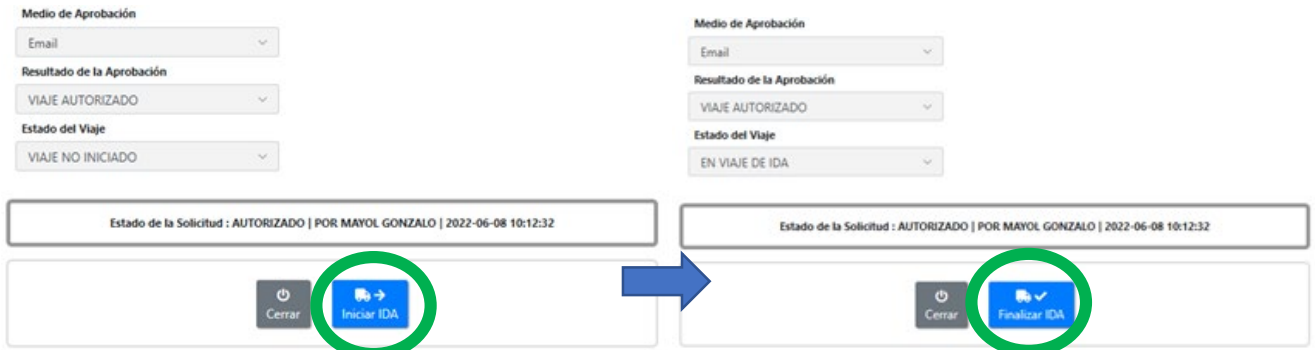 Medio de Aprobación
Email
Resultado de la Aprobación
VIAJE AUTORIZADO
Estado del Viaje
VIAJE NO INICIADO
Estado de la Solicitud : AUTORIZADO | POR MAYOL GONZALO | 2022-06-08 10:12:32
Cerrar
Iniciar IDA
Medio de Aprobación
Email
Resultado de la Aprobación
VIAJE AUTORIZADO
Estado del Viaje
EN VIAJE DE IDA
Estado de la Solicitud : AUTORIZADO | POR MAYOL GONZALO | 2022-06-08 10:12:32
Cerrar
Finalizar IDA